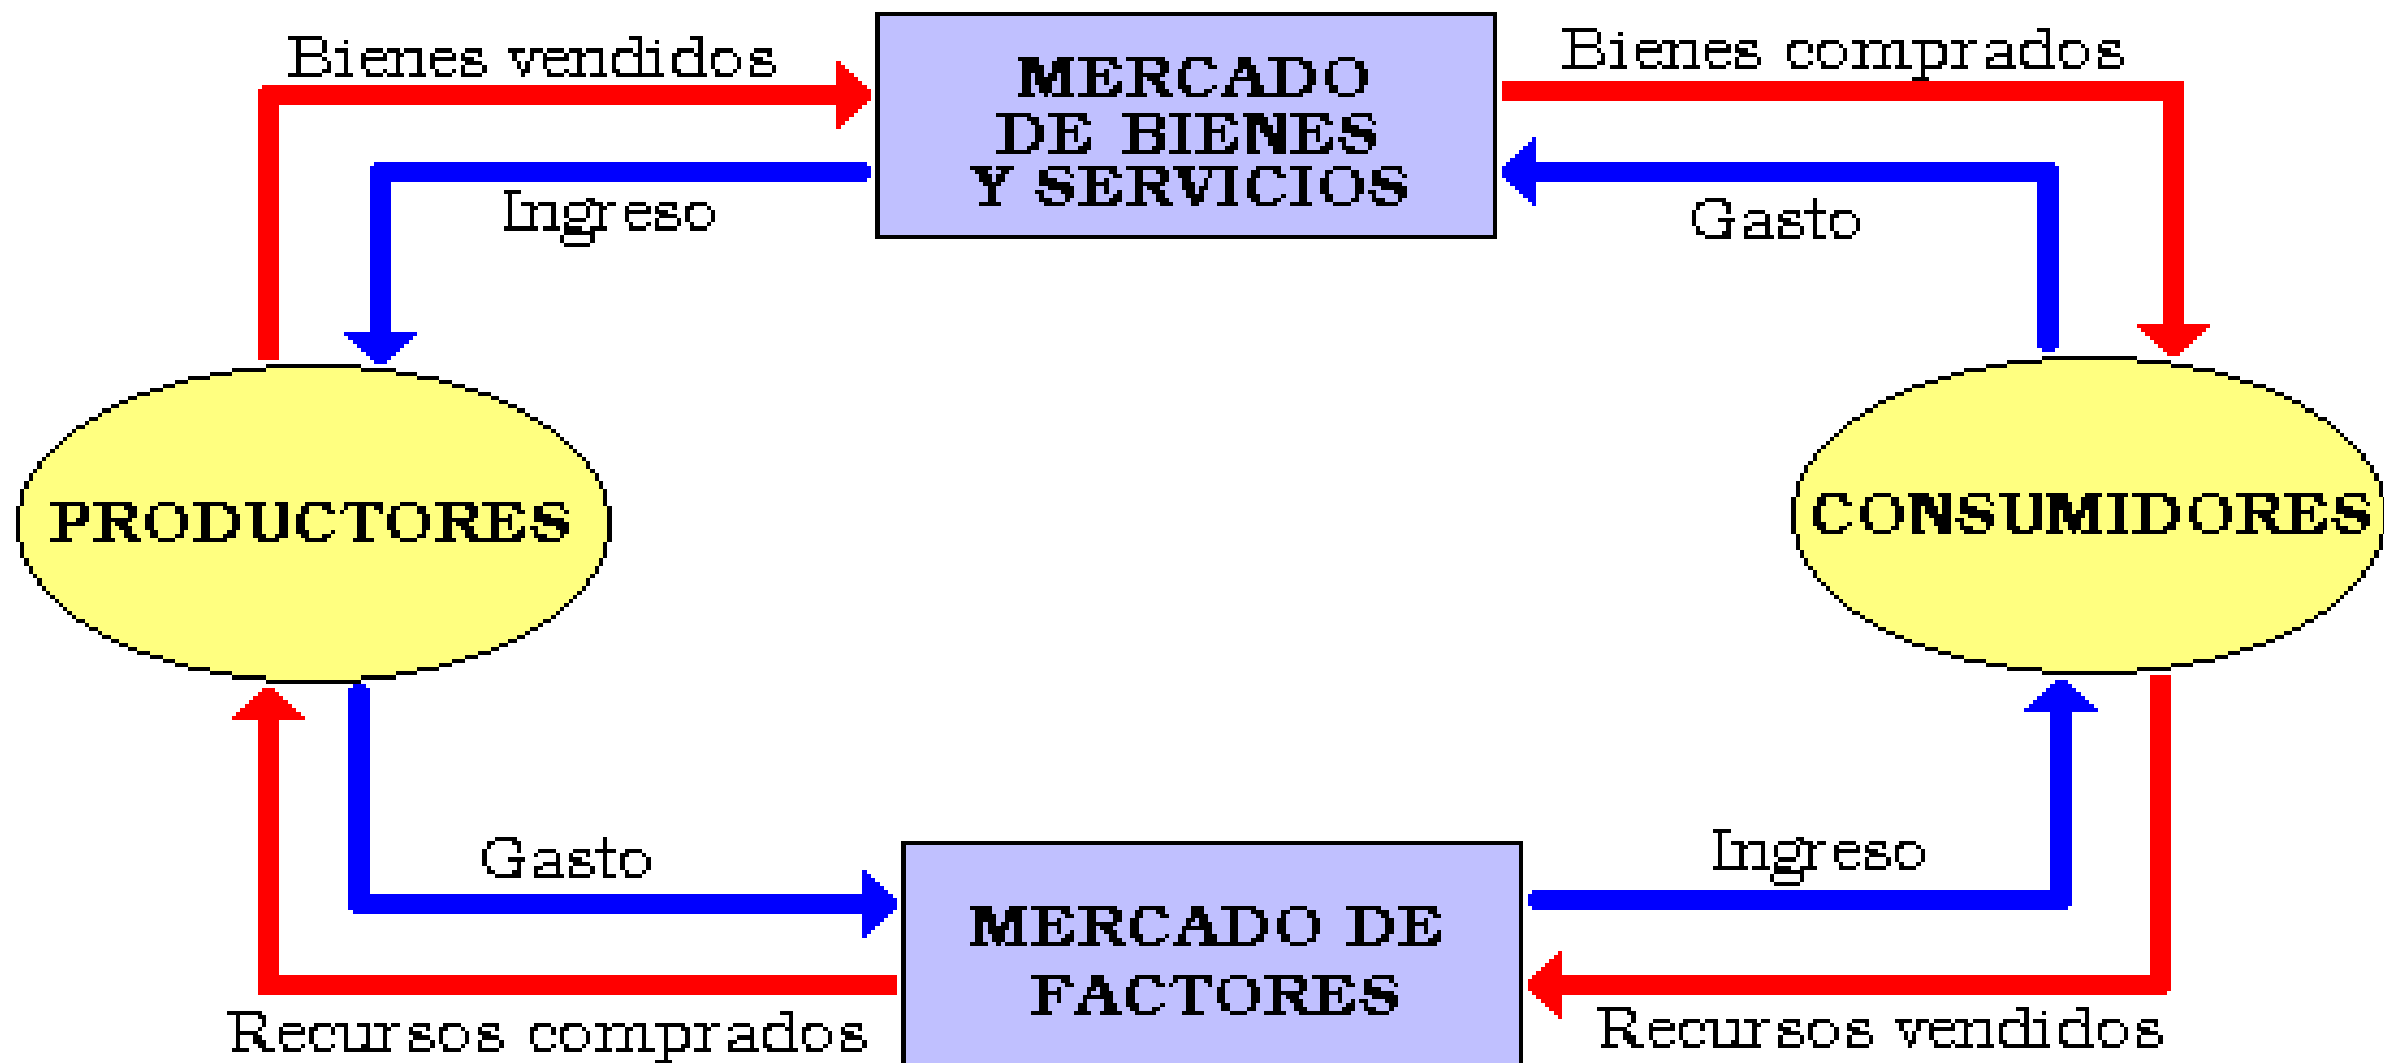 Bienes vendidos
MERCADO
DE BIENES
Y SERVICIOS
Bienes comprados
Ingreso
Gasto
PRODUCTORES
CONSUMIDORES
Gasto
Ingreso
MERCADO DE
FACTORES
Recursos comprados
Recursos vendidos